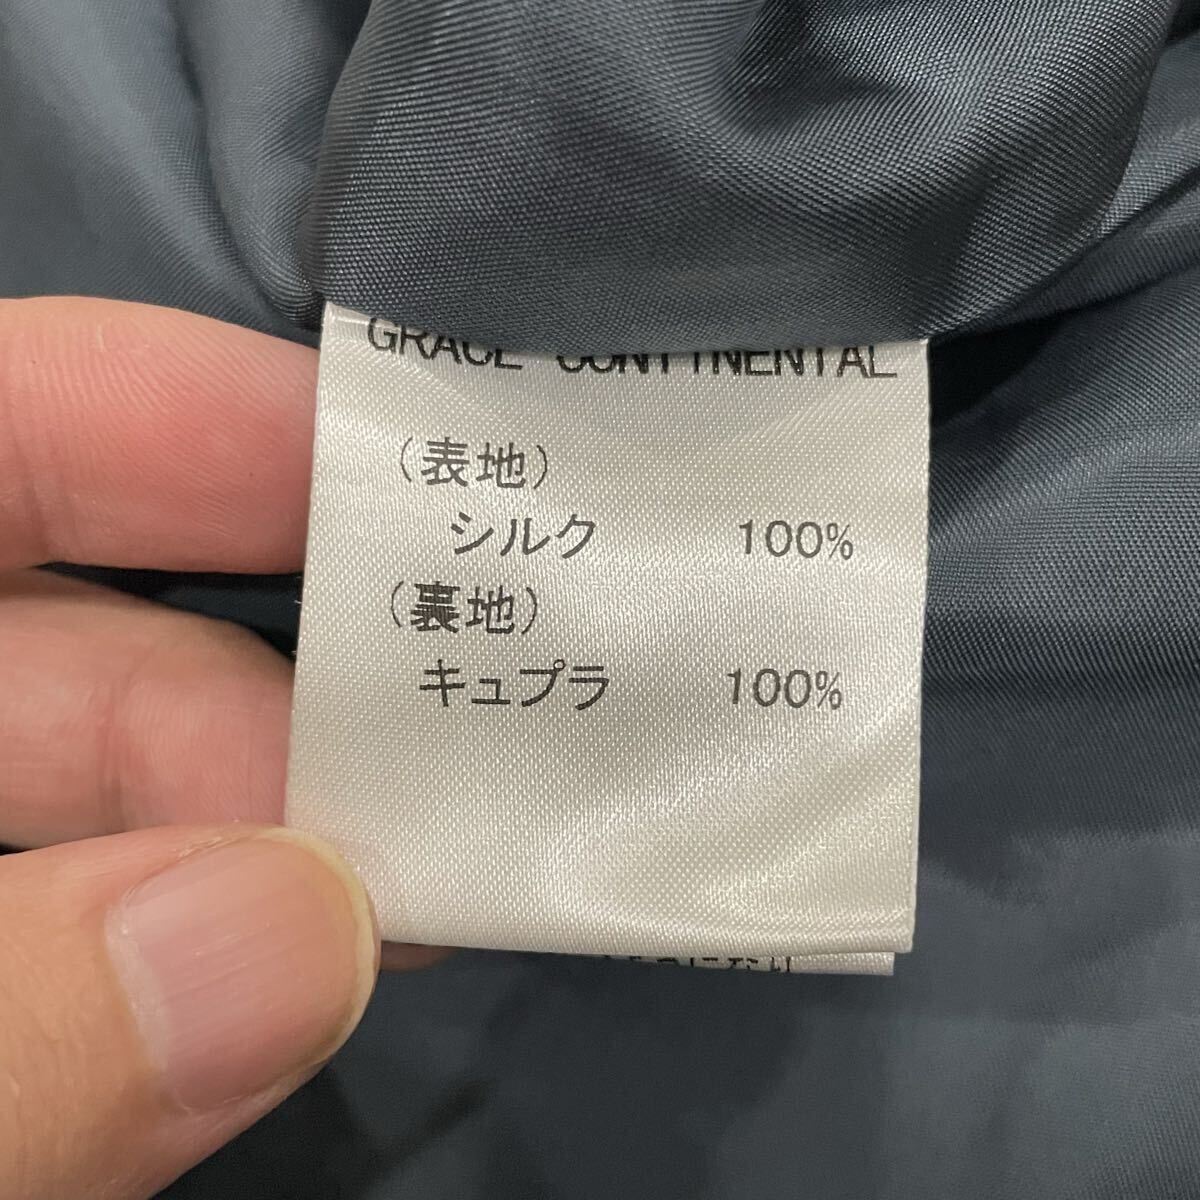 GRACE CONTINENTAL
(表地)
シルク 100%
(裏地)
キュプラ 100%